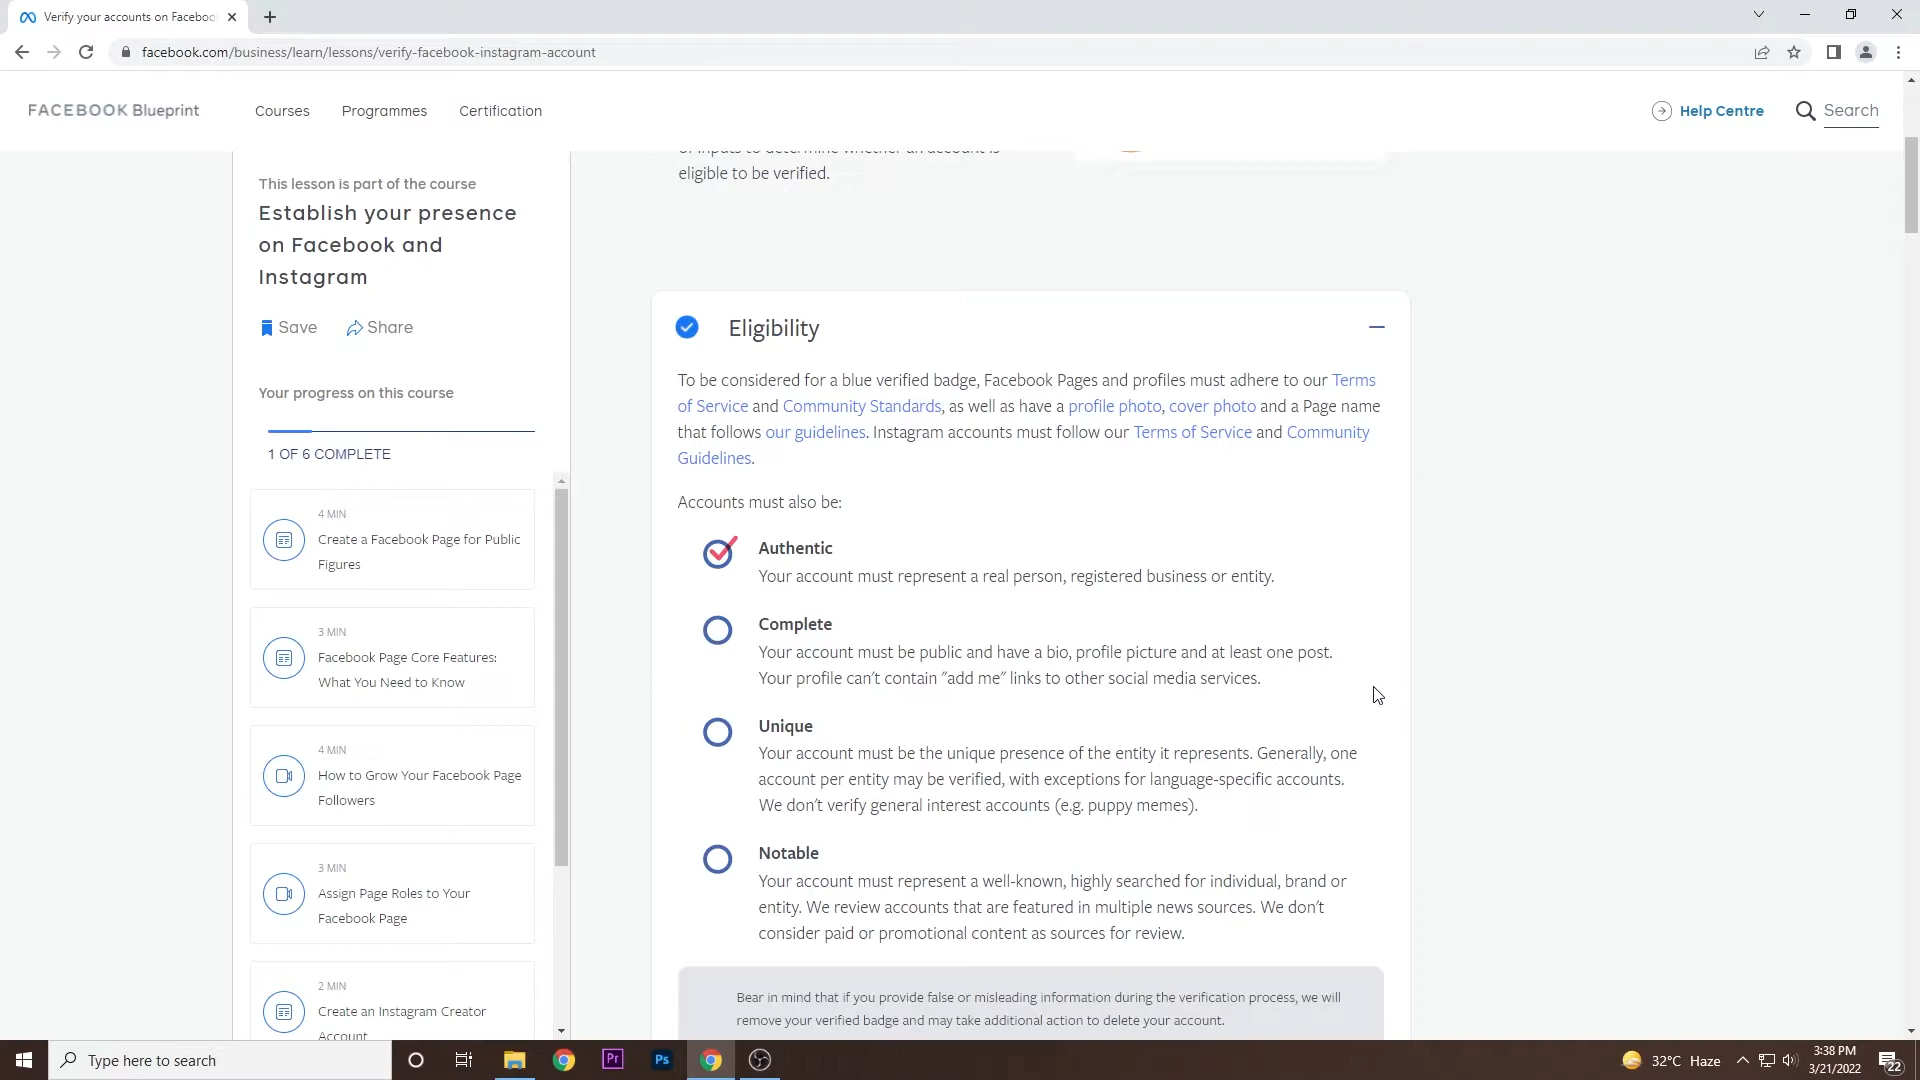 Verify your accounts on Faceboo
facebook.com/business/learn/lessons/verify-facebook-instagram-account
FACEBOOK Blueprint
Courses
Programmes
Certification
Help Centre
Search
This lesson is part of the course
Establish your presence
on Facebook and
Instagram
Save
Share
Your progress on this course
1 OF 6 COMPLETE
4 MIN
Create a Facebook Page for Public
Figures
3 MIN
Facebook Page Core Features:
What You Need to Know
4 MIN
How to Grow Your Facebook Page
Followers
3 MIN
Assign Page Roles to Your
Facebook Page
2 MIN
Create an Instagram Creator
Account
of inputs to determine whether an account is
eligible to be verified.
Eligibility
To be considered for a blue verified badge, Facebook Pages and profiles must adhere to our Terms
of Service and Community Standards, as well as have a profile photo, cover photo and a Page name
that follows our guidelines. Instagram accounts must follow our Terms of Service and Community
Guidelines.
Accounts must also be:
Authentic
Your account must represent a real person, registered business or entity.
Complete
Your account must be public and have a bio, profile picture and at least one post.
Your profile can't contain "add me" links to other social media services.
Unique
Your account must be the unique presence of the entity it represents. Generally, one
account per entity may be verified, with exceptions for language-specific accounts.
We don't verify general interest accounts (e.g. puppy memes).
Notable
Your account must represent a well-known, highly searched for individual, brand or
entity. We review accounts that are featured in multiple news sources. We don't
consider paid or promotional content as sources for review.
Bear in mind that if you provide false or misleading information during the verification process, we will
remove your verified badge and may take additional action to delete your account.
Type here to search
Pr
Ps
32°C Haze
3:38 PM
3/21/2022
22